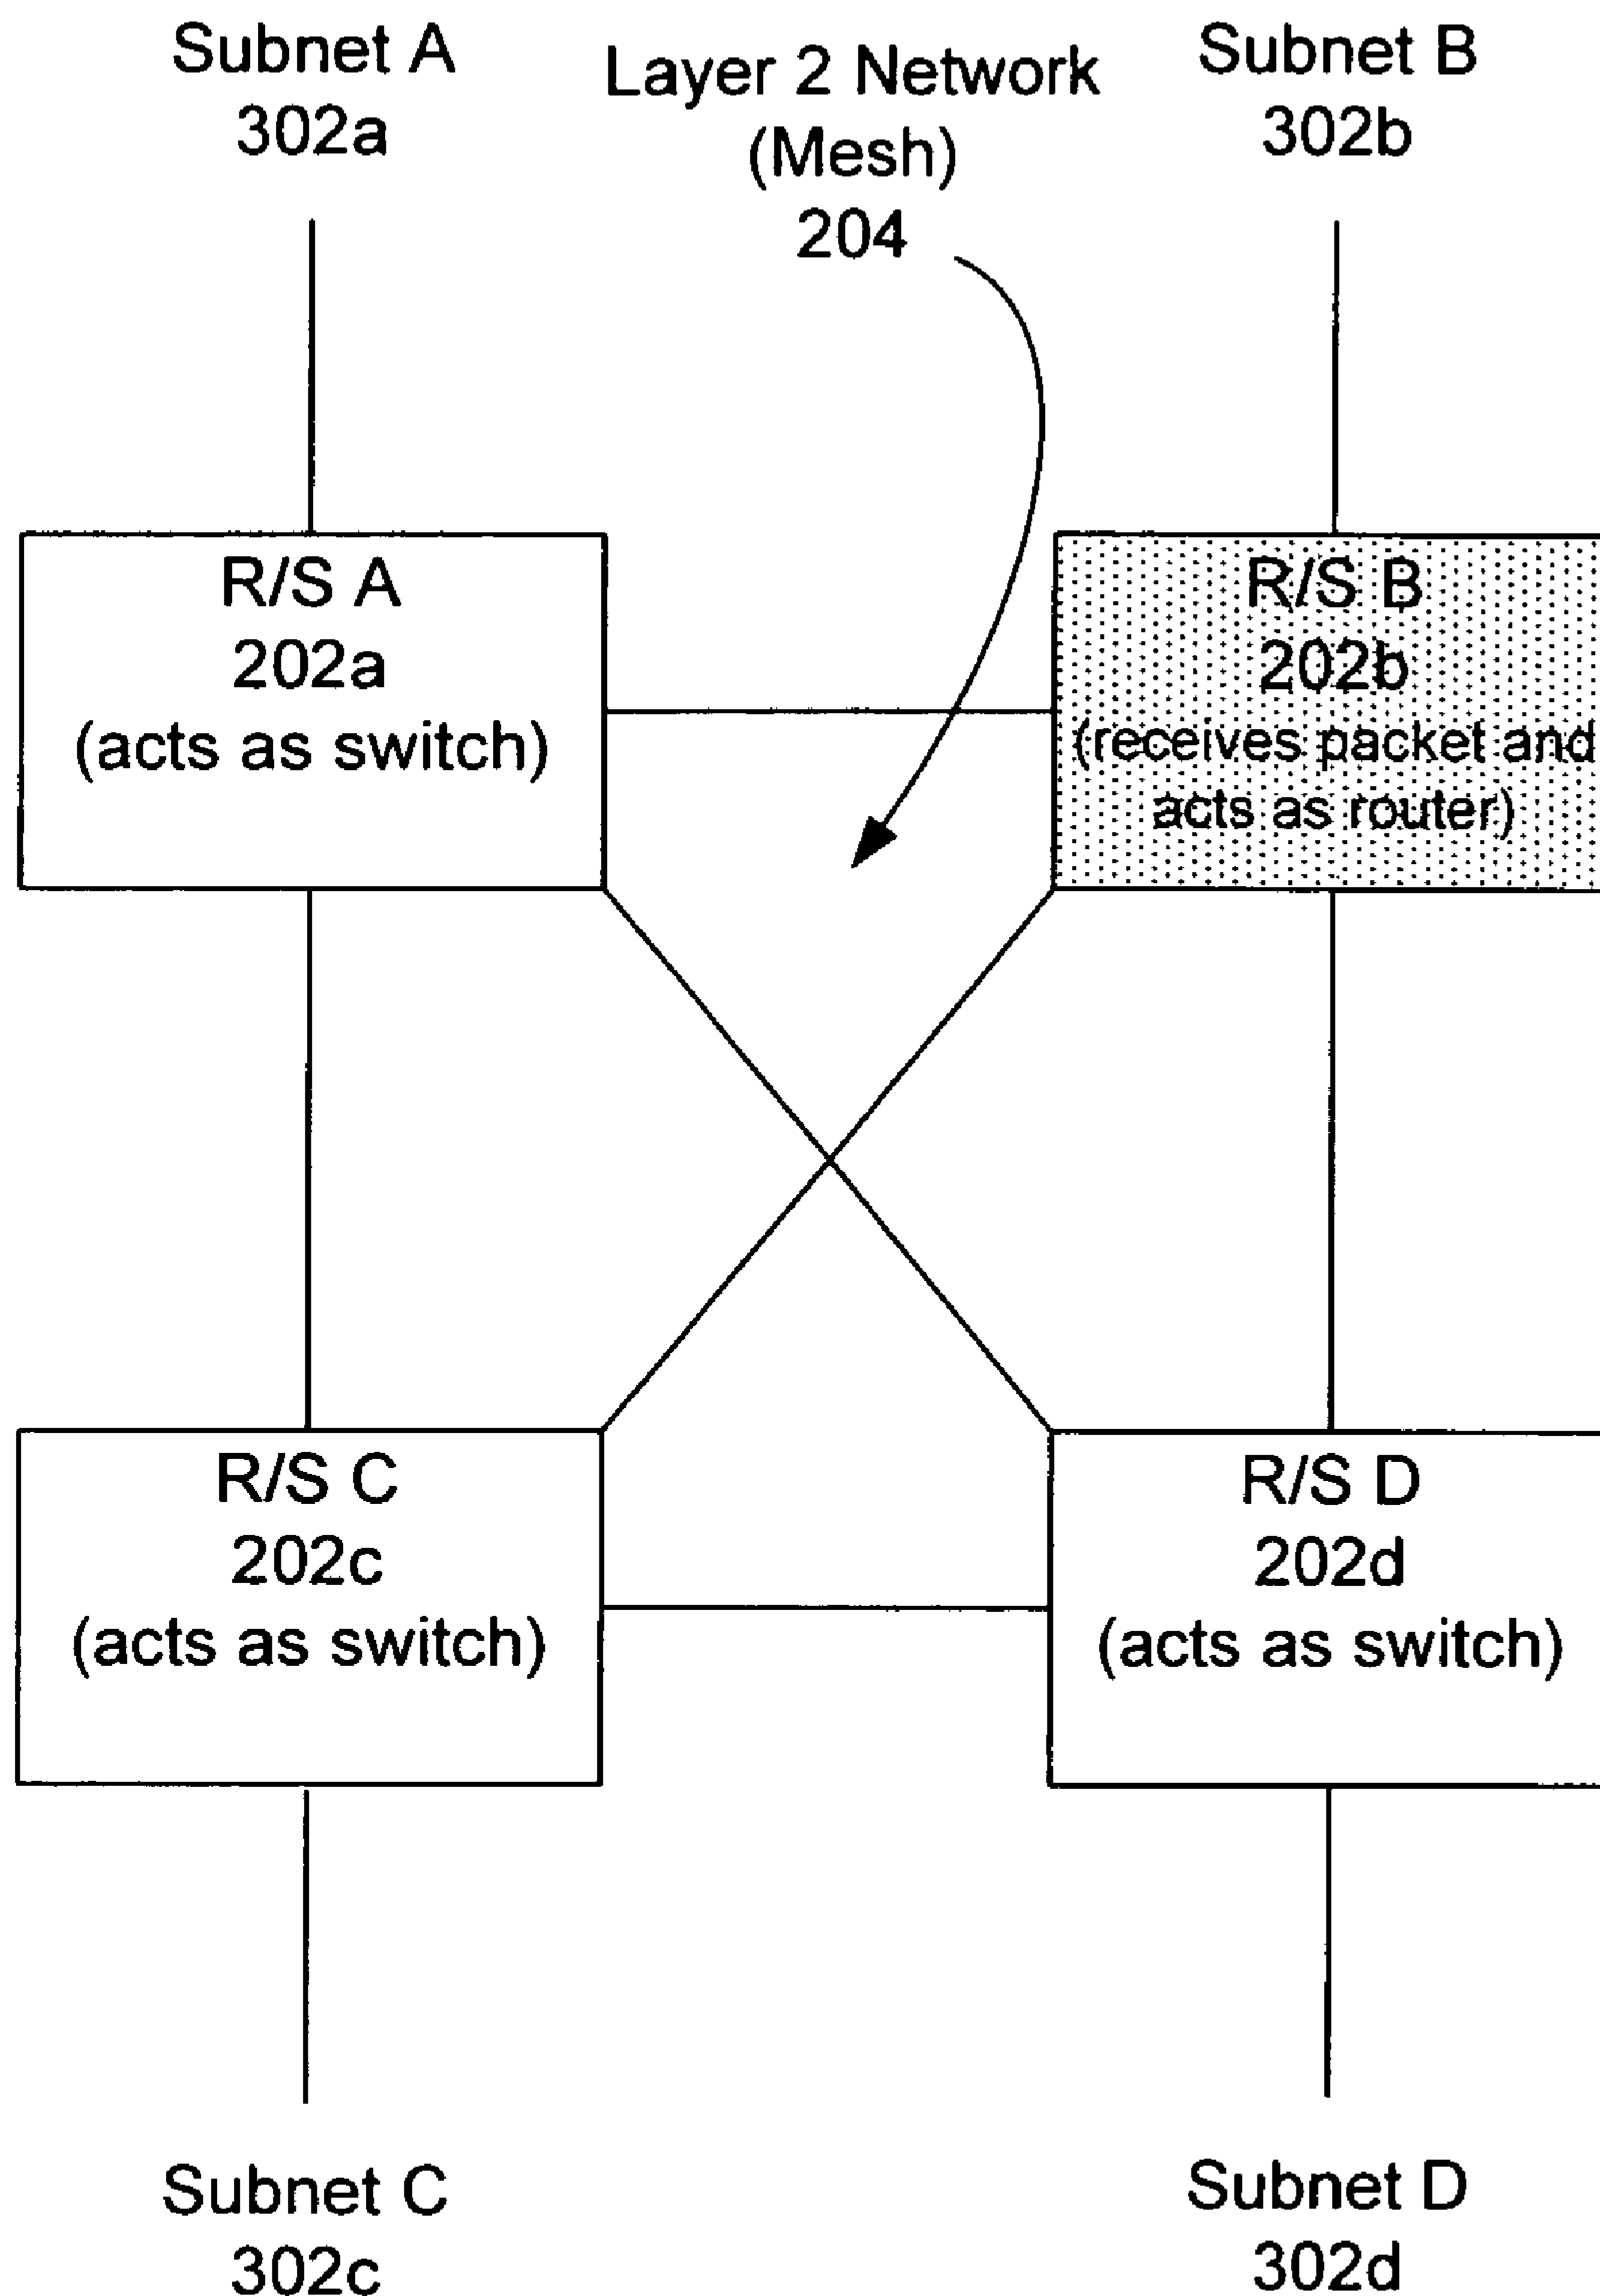 Subnet A
302a
Layer 2 Network
(Mesh)
204
Subnet B
302b
R/S A
202a
(acts as switch)
R/S B
202b
(receives packet and
acts as router)
R/S C
202c
(acts as switch)
R/S D
202d
(acts as switch)
Subnet C
302c
Subnet D
302d